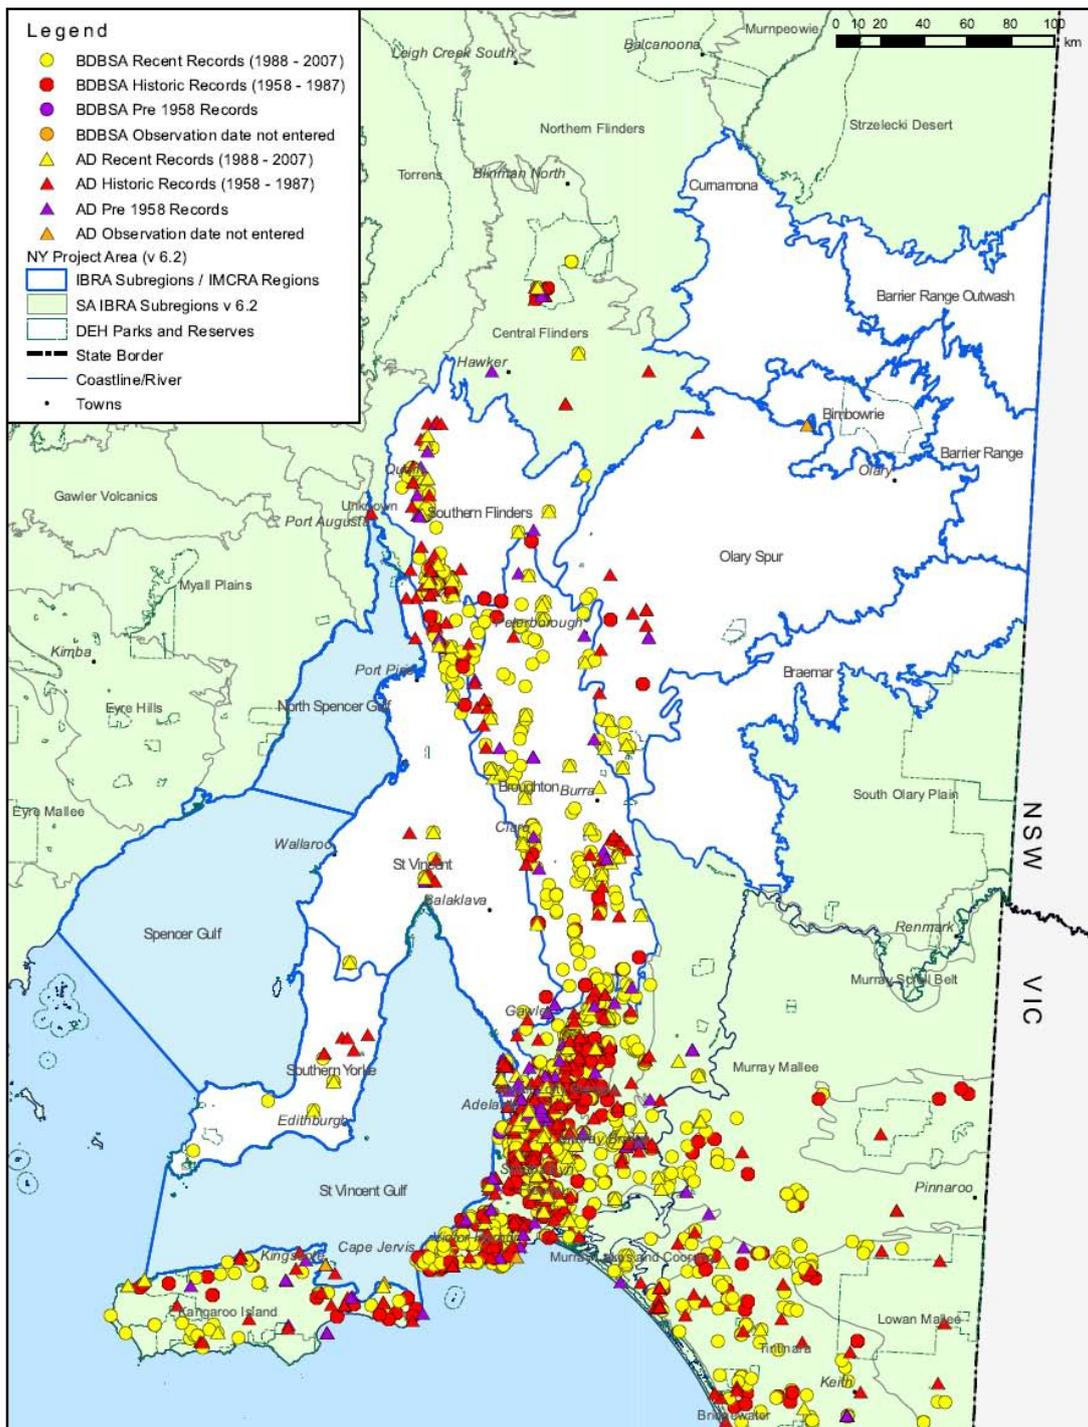 Legend
BDBSA Recent Records (1988 - 2007)
BDBSA Historic Records (1958 - 1987)
BDBSA Pre 1958 Records
BDBSA Observation date not entered
AD Recent Records (1988 - 2007)
AD Historic Records (1958 - 1987)
AD Pre 1958 Records
AD Observation date not entered
NY Project Area (v 6.2)
IBRA Subregions / IMCRA Regions
SA IBRA Subregions v 6.2
DEH Parks and Reserves
State Border
Coastline/River
Towns
0 10 20 40 60 80 100
km
Murnpeowie
Balcanoona
Leigh Creek South
Northern Flinders
Strzelecki Desert
Torrens
Blinman North
Curnamona
Barrier Range Outwash
Central Flinders
Hawker
Bimbowrie
Barrier Range
Olary
Gawler Volcanics
Unknown
Port Augusta
Southern Flinders
Olary Spur
Myall Plains
Peterborough
Kimba
Port Pirie
Braemar
Eyre Hills
North Spencer Gulf
Broughton
Burra
South Olary Plain
Eyre Mallee
Clare
NSW
Wallaroo
St Vincent
Balaklava
Renmark
Spencer Gulf
Murray Scroll Belt
VIC
Gawler
Southern Yorke
Murray Mallee
Adelaide
Edithburgh
Murray Bridge
St Vincent Gulf
Pinnaroo
Victor Harbor
Cape Jervis
Kingscote
Kangaroo Island
Lowan Mallee
Tintinara
Keith
Bridgewater